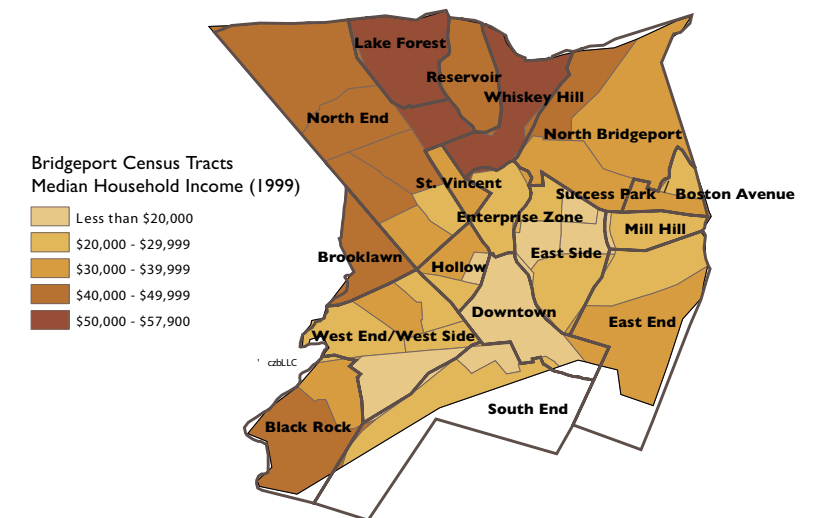 Lake Forest
Reservoir
Whiskey Hill
North End
North Bridgeport
Bridgeport Census Tracts
Median Household Income (1999)
St. Vincent
Success Park
Boston Avenue
Less than $20,000
Enterprise Zone
Mill Hill
$20,000 - $29,999
East Side
Brooklawn
Hollow
$30,000 - $39,999
$40,000 - $49,999
Downtown
$50,000 - $57,900
East End
West End/West Side
czbLLC
South End
Black Rock